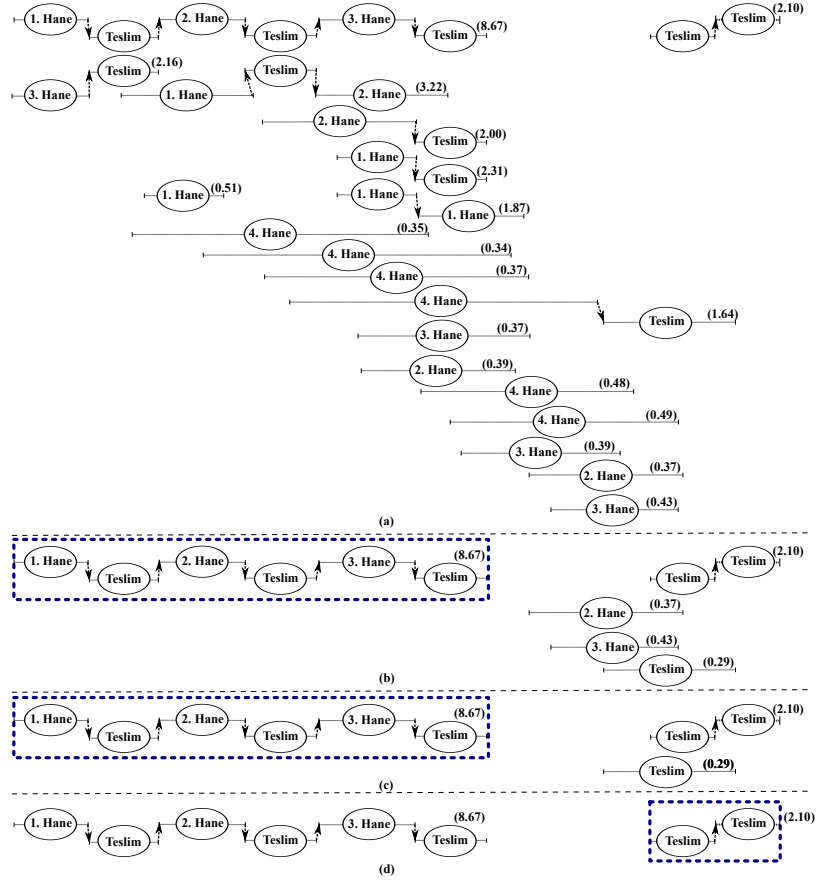 1. Hane Teslim 2. Hane Teslim 3. Hane Teslim (8.67) Teslim Teslim (2.10)
3. Hane Teslim (2.16) 1. Hane Teslim 2. Hane (3.22)
2. Hane Teslim (2.00)
1. Hane Teslim (2.31)
1. Hane (0.51) 1. Hane 1. Hane (1.87)
4. Hane (0.35)
4. Hane (0.34)
4. Hane (0.37)
4. Hane Teslim (1.64)
3. Hane (0.37)
2. Hane (0.39)
4. Hane (0.48)
4. Hane (0.49)
3. Hane (0.39)
2. Hane (0.37)
3. Hane (0.43)
(a)
1. Hane Teslim 2. Hane Teslim 3. Hane Teslim (8.67) Teslim Teslim (2.10)
2. Hane (0.37)
3. Hane (0.43)
Teslim (0.29)
(b)
1. Hane Teslim 2. Hane Teslim 3. Hane Teslim (8.67) Teslim Teslim (2.10)
Teslim (0.29)
(c)
1. Hane Teslim 2. Hane Teslim 3. Hane Teslim (8.67) Teslim Teslim (2.10)
(d)